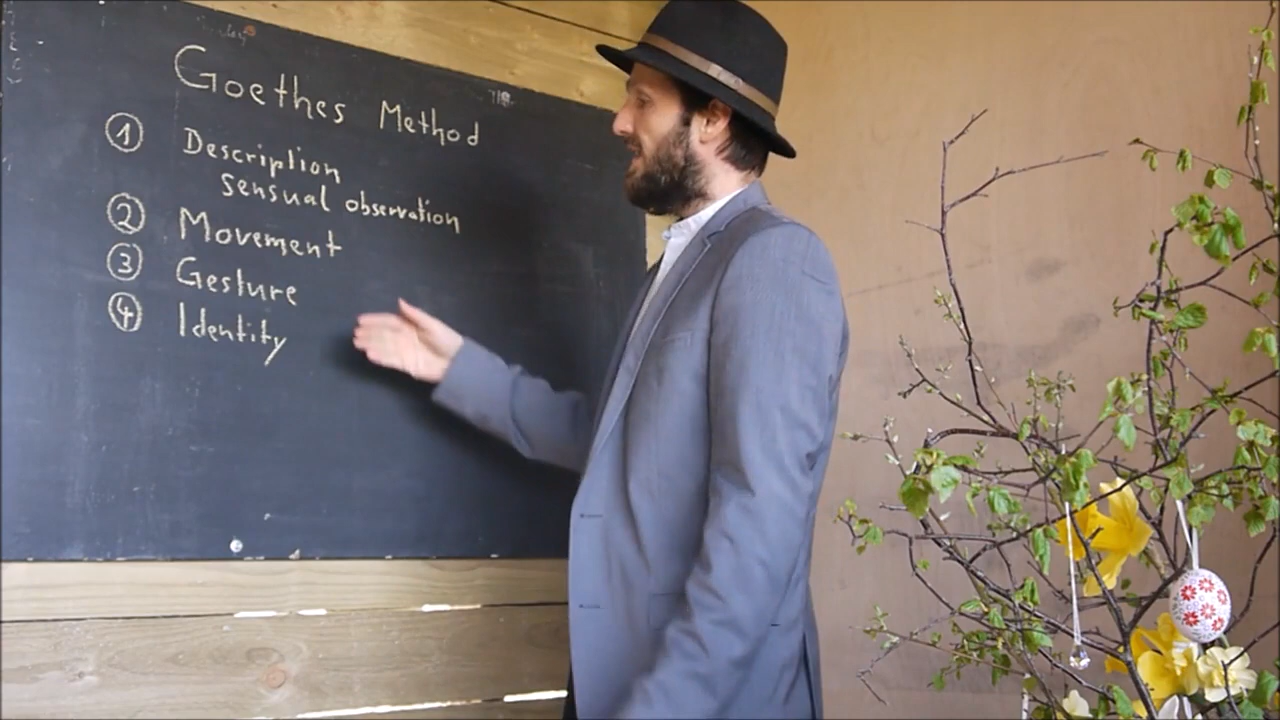 Goethes Method
① Description
sensual observation
② Movement
③ Gesture
④ Identity